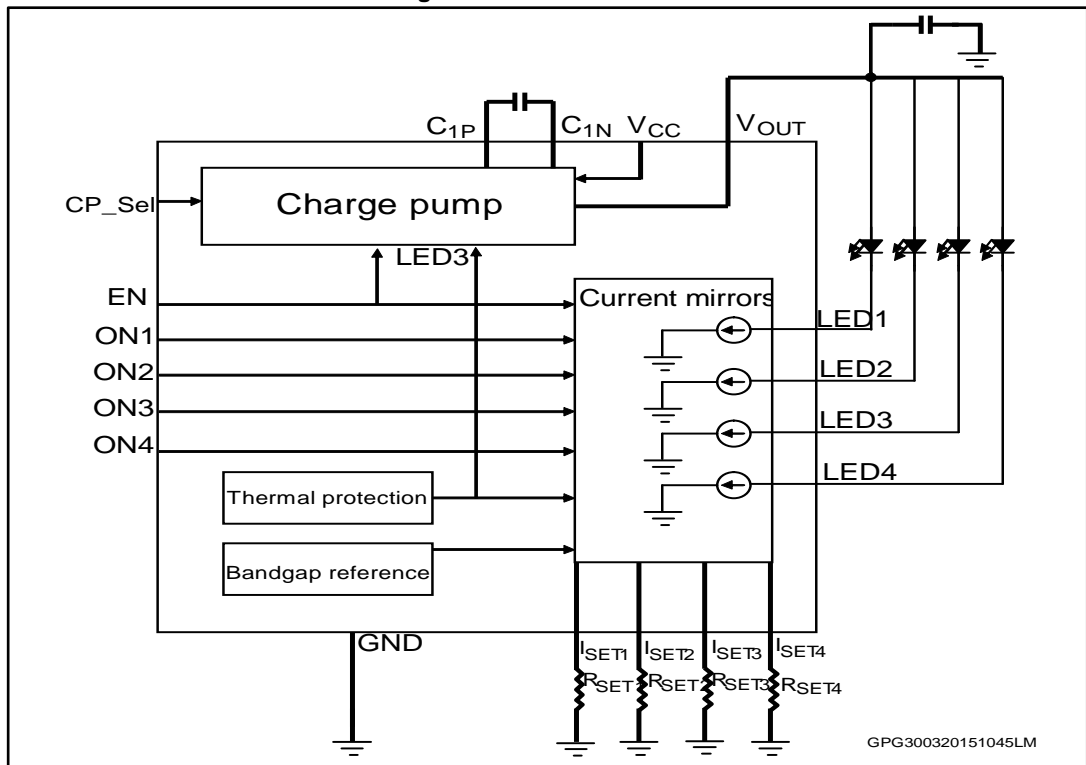 C1P C1N VCC VOUT
CP_Sel
Charge pump
LED3
EN
Current mirrors
LED1
ON1
ON2
LED2
ON3
LED3
ON4
LED4
Thermal protection
Bandgap reference
GND
ISET1 ISET2 ISET3 ISET4
RSET RSET2 RSET3 RSET4
GPG300320151045LM